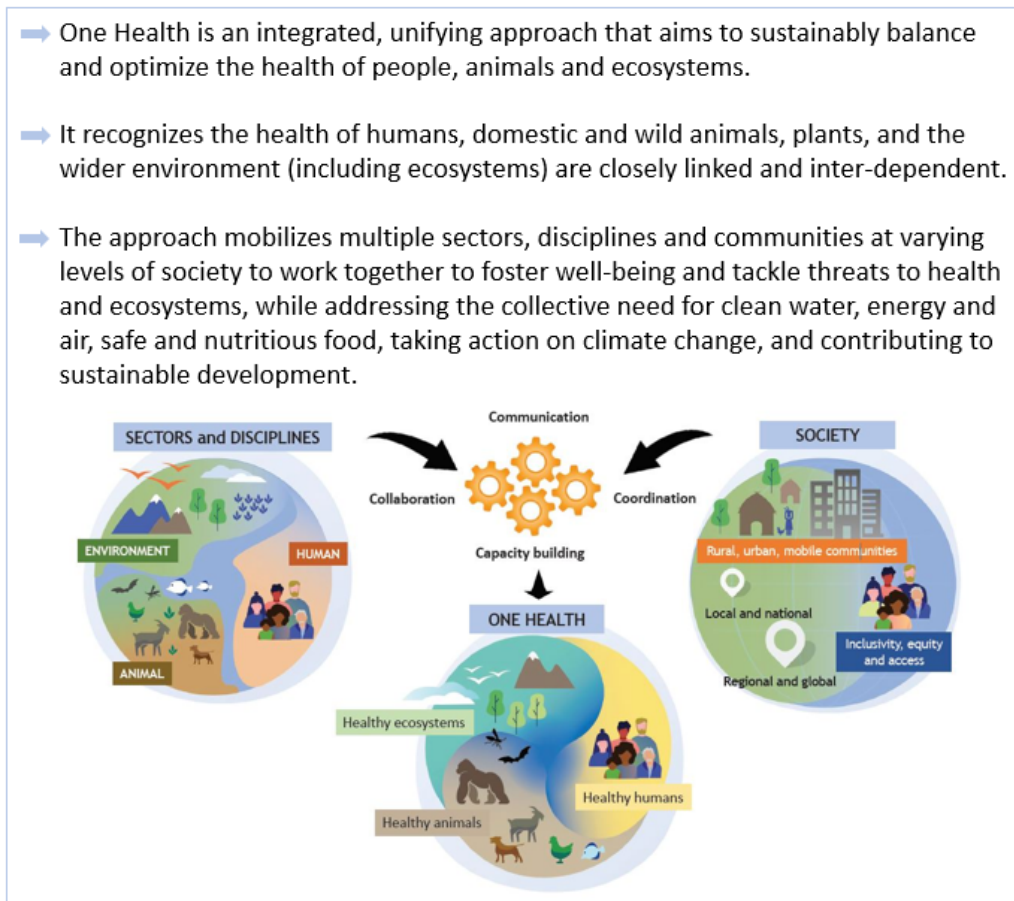 One Health is an integrated, unifying approach that aims to sustainably balance
and optimize the health of people, animals and ecosystems.
It recognizes the health of humans, domestic and wild animals, plants, and the
wider environment (including ecosystems) are closely linked and inter-dependent.
The approach mobilizes multiple sectors, disciplines and communities at varying
levels of society to work together to foster well-being and tackle threats to health
and ecosystems, while addressing the collective need for clean water, energy and
air, safe and nutritious food, taking action on climate change, and contributing to
sustainable development.
SECTORS and DISCIPLINES
ENVIRONMENT
HUMAN
ANIMAL
Communication
Collaboration
Coordination
Capacity building
SOCIETY
Rural, urban, mobile communities
Local and national
Inclusivity, equity
and access
Regional and global
ONE HEALTH
Healthy ecosystems
Healthy humans
Healthy animals